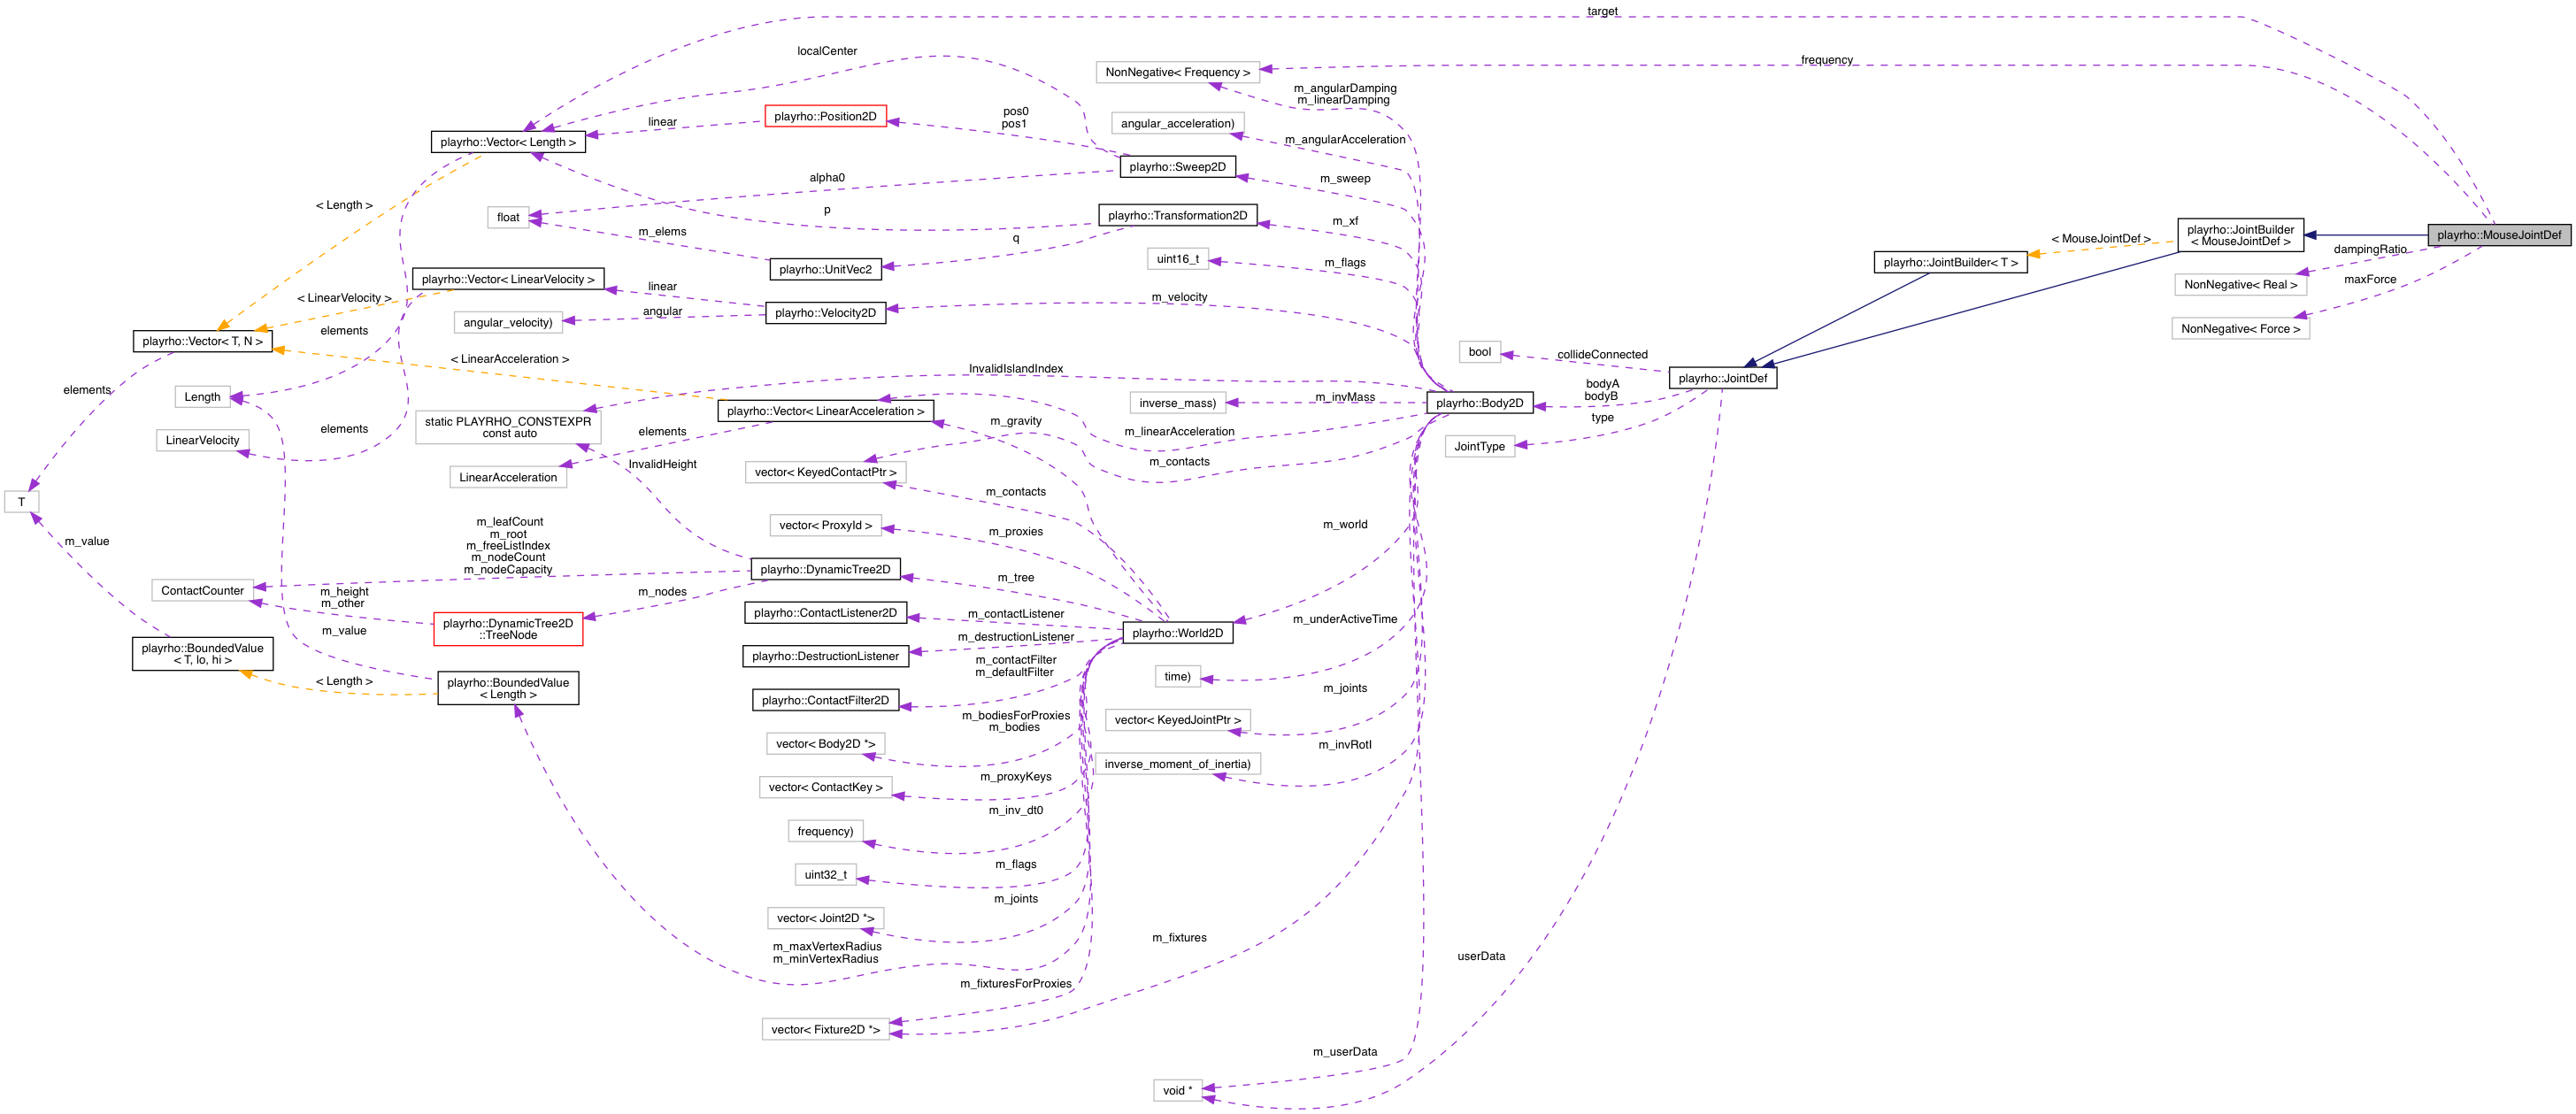 target
frequency
localCenter
NonNegative< Frequency >
m_angularDamping
m_linearDamping
playrho::Position2D
pos0
pos1
linear
angular_acceleration)
m_angularAcceleration
playrho::Vector< Length >
playrho::Sweep2D
m_sweep
alpha0
< Length >
float
p
playrho::Transformation2D
m_xf
m_elems
q
playrho::UnitVec2
uint16_t
m_flags
playrho::JointBuilder
< MouseJointDef >
playrho::MouseJointDef
< MouseJointDef >
playrho::JointBuilder< T >
dampingRatio
NonNegative< Real >
maxForce
NonNegative< Force >
playrho::Vector< LinearVelocity >
< LinearVelocity >
linear
m_velocity
angular_velocity)
angular
playrho::Velocity2D
elements
playrho::Vector< T, N >
< LinearAcceleration >
bool
collideConnected
InvalidIslandIndex
playrho::JointDef
elements
Length
static PLAYRHO_CONSTEXPR
const auto
playrho::Vector< LinearAcceleration >
inverse_mass)
m_invMass
playrho::Body2D
bodyA
bodyB
type
LinearVelocity
elements
elements
m_gravity
m_linearAcceleration
JointType
InvalidHeight
LinearAcceleration
vector< KeyedContactPtr >
m_contacts
m_contacts
T
vector< ProxyId >
m_proxies
m_world
m_value
m_leafCount
m_root
m_freeListIndex
m_nodeCount
m_nodeCapacity
playrho::DynamicTree2D
m_tree
ContactCounter
m_height
m_other
m_nodes
playrho::DynamicTree2D
::TreeNode
playrho::ContactListener2D
m_contactListener
m_underActiveTime
playrho::World2D
m_value
m_destructionListener
playrho::DestructionListener
playrho::BoundedValue
< T, lo, hi >
< Length >
playrho::BoundedValue
< Length >
m_contactFilter
m_defaultFilter
time)
playrho::ContactFilter2D
m_joints
vector< KeyedJointPtr >
m_bodiesForProxies
m_bodies
vector< Body2D *>
m_invRotI
inverse_moment_of_inertia)
m_proxyKeys
vector< ContactKey >
m_inv_dt0
frequency)
m_flags
uint32_t
m_joints
vector< Joint2D *>
m_maxVertexRadius
m_minVertexRadius
m_fixtures
userData
m_fixturesForProxies
vector< Fixture2D *>
m_userData
void *